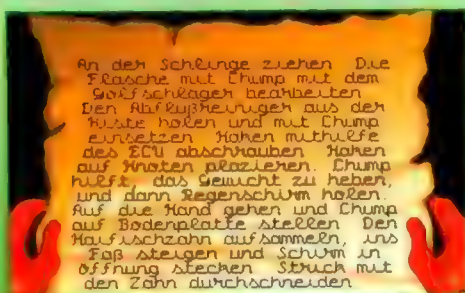 An der Schlinge ziehen Die
Flasche mit Chump mit dem
Golfschläger bearbeiten
Den Abflußreiniger aus der
Kiste holen und mit Chump
einsetzen Haken mithilfe
des ECU abschrauben Haken
auf Knoten plazieren. Chump
hilft, das Gewicht zu heben,
und dann Regenschirm holen.
Auf die Hand gehen und Chump
auf Bodenplatte stellen Den
Haifischzahn aufsammeln, ins
Faß steigen und Schirm in
Öffnung stecken Strick mit
den Zahn durchschneiden